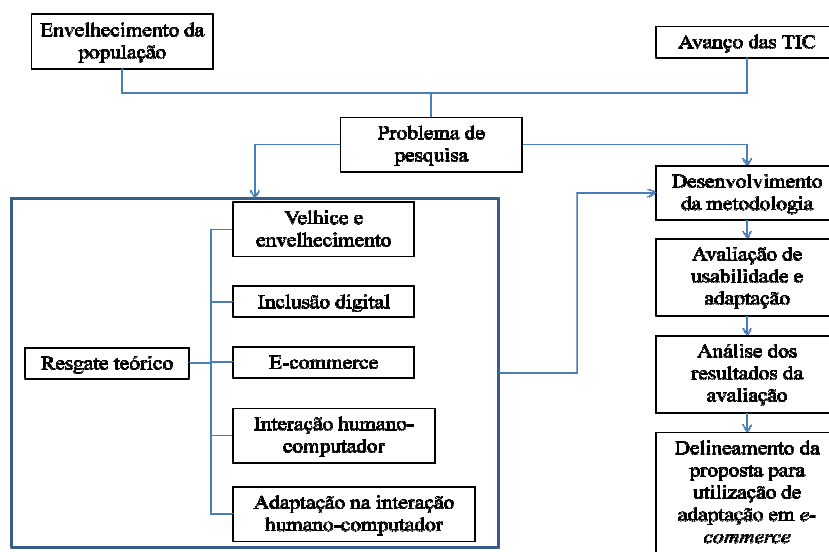 Envelhecimento da
população
Avanço das TIC
Problema de
pesquisa
Resgate teórico
Velhice e
envelhecimento
Inclusão digital
E-commerce
Interação humano-
computador
Adaptação na interação
humano-computador
Desenvolvimento
da metodologia
Avaliação de
usabilidade e
adaptação
Análise dos
resultados da
avaliação
Delineamento da
proposta para
utilização de
adaptação em e-
commerce